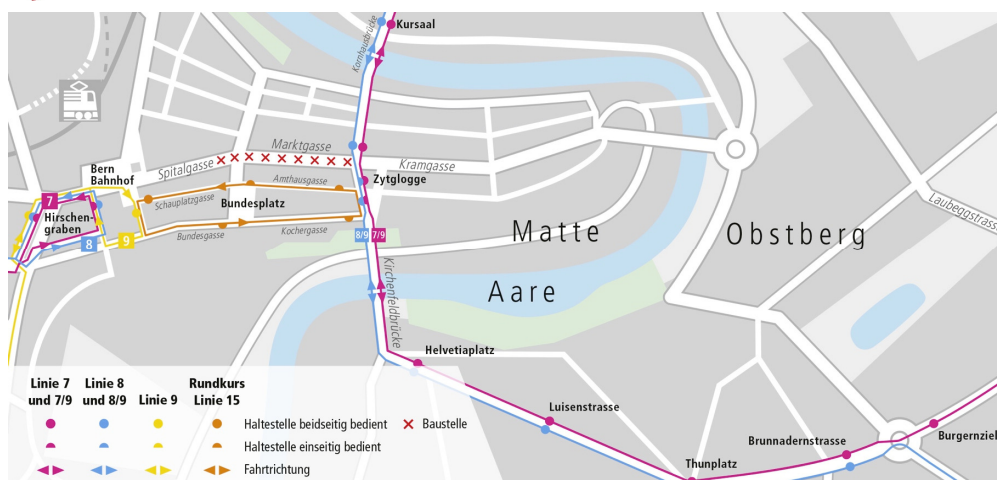 Kursaal
Kornhausbrücke
Marktgasse
Spitalgasse
Kramgasse
Bern
Bahnhof
Zytglogge
Amthausgasse
7
Schauplatzgasse
Bundesplatz
Hirschen-
graben
8
9
Bundesgasse
Kochergasse
8/9
7/9
Matte
Obstberg
Laubeggstrasse
Kirchenfeldbrücke
Aare
Helvetiaplatz
Luisenstrasse
Brunnadernstrasse
Burgernziel
Thunplatz
Linie 7
und 7/9
Linie 8
und 8/9
Linie 9
Rundkurs
Linie 15
Haltestelle beidseitig bedient
Baustelle
Haltestelle einseitig bedient
Fahrtrichtung